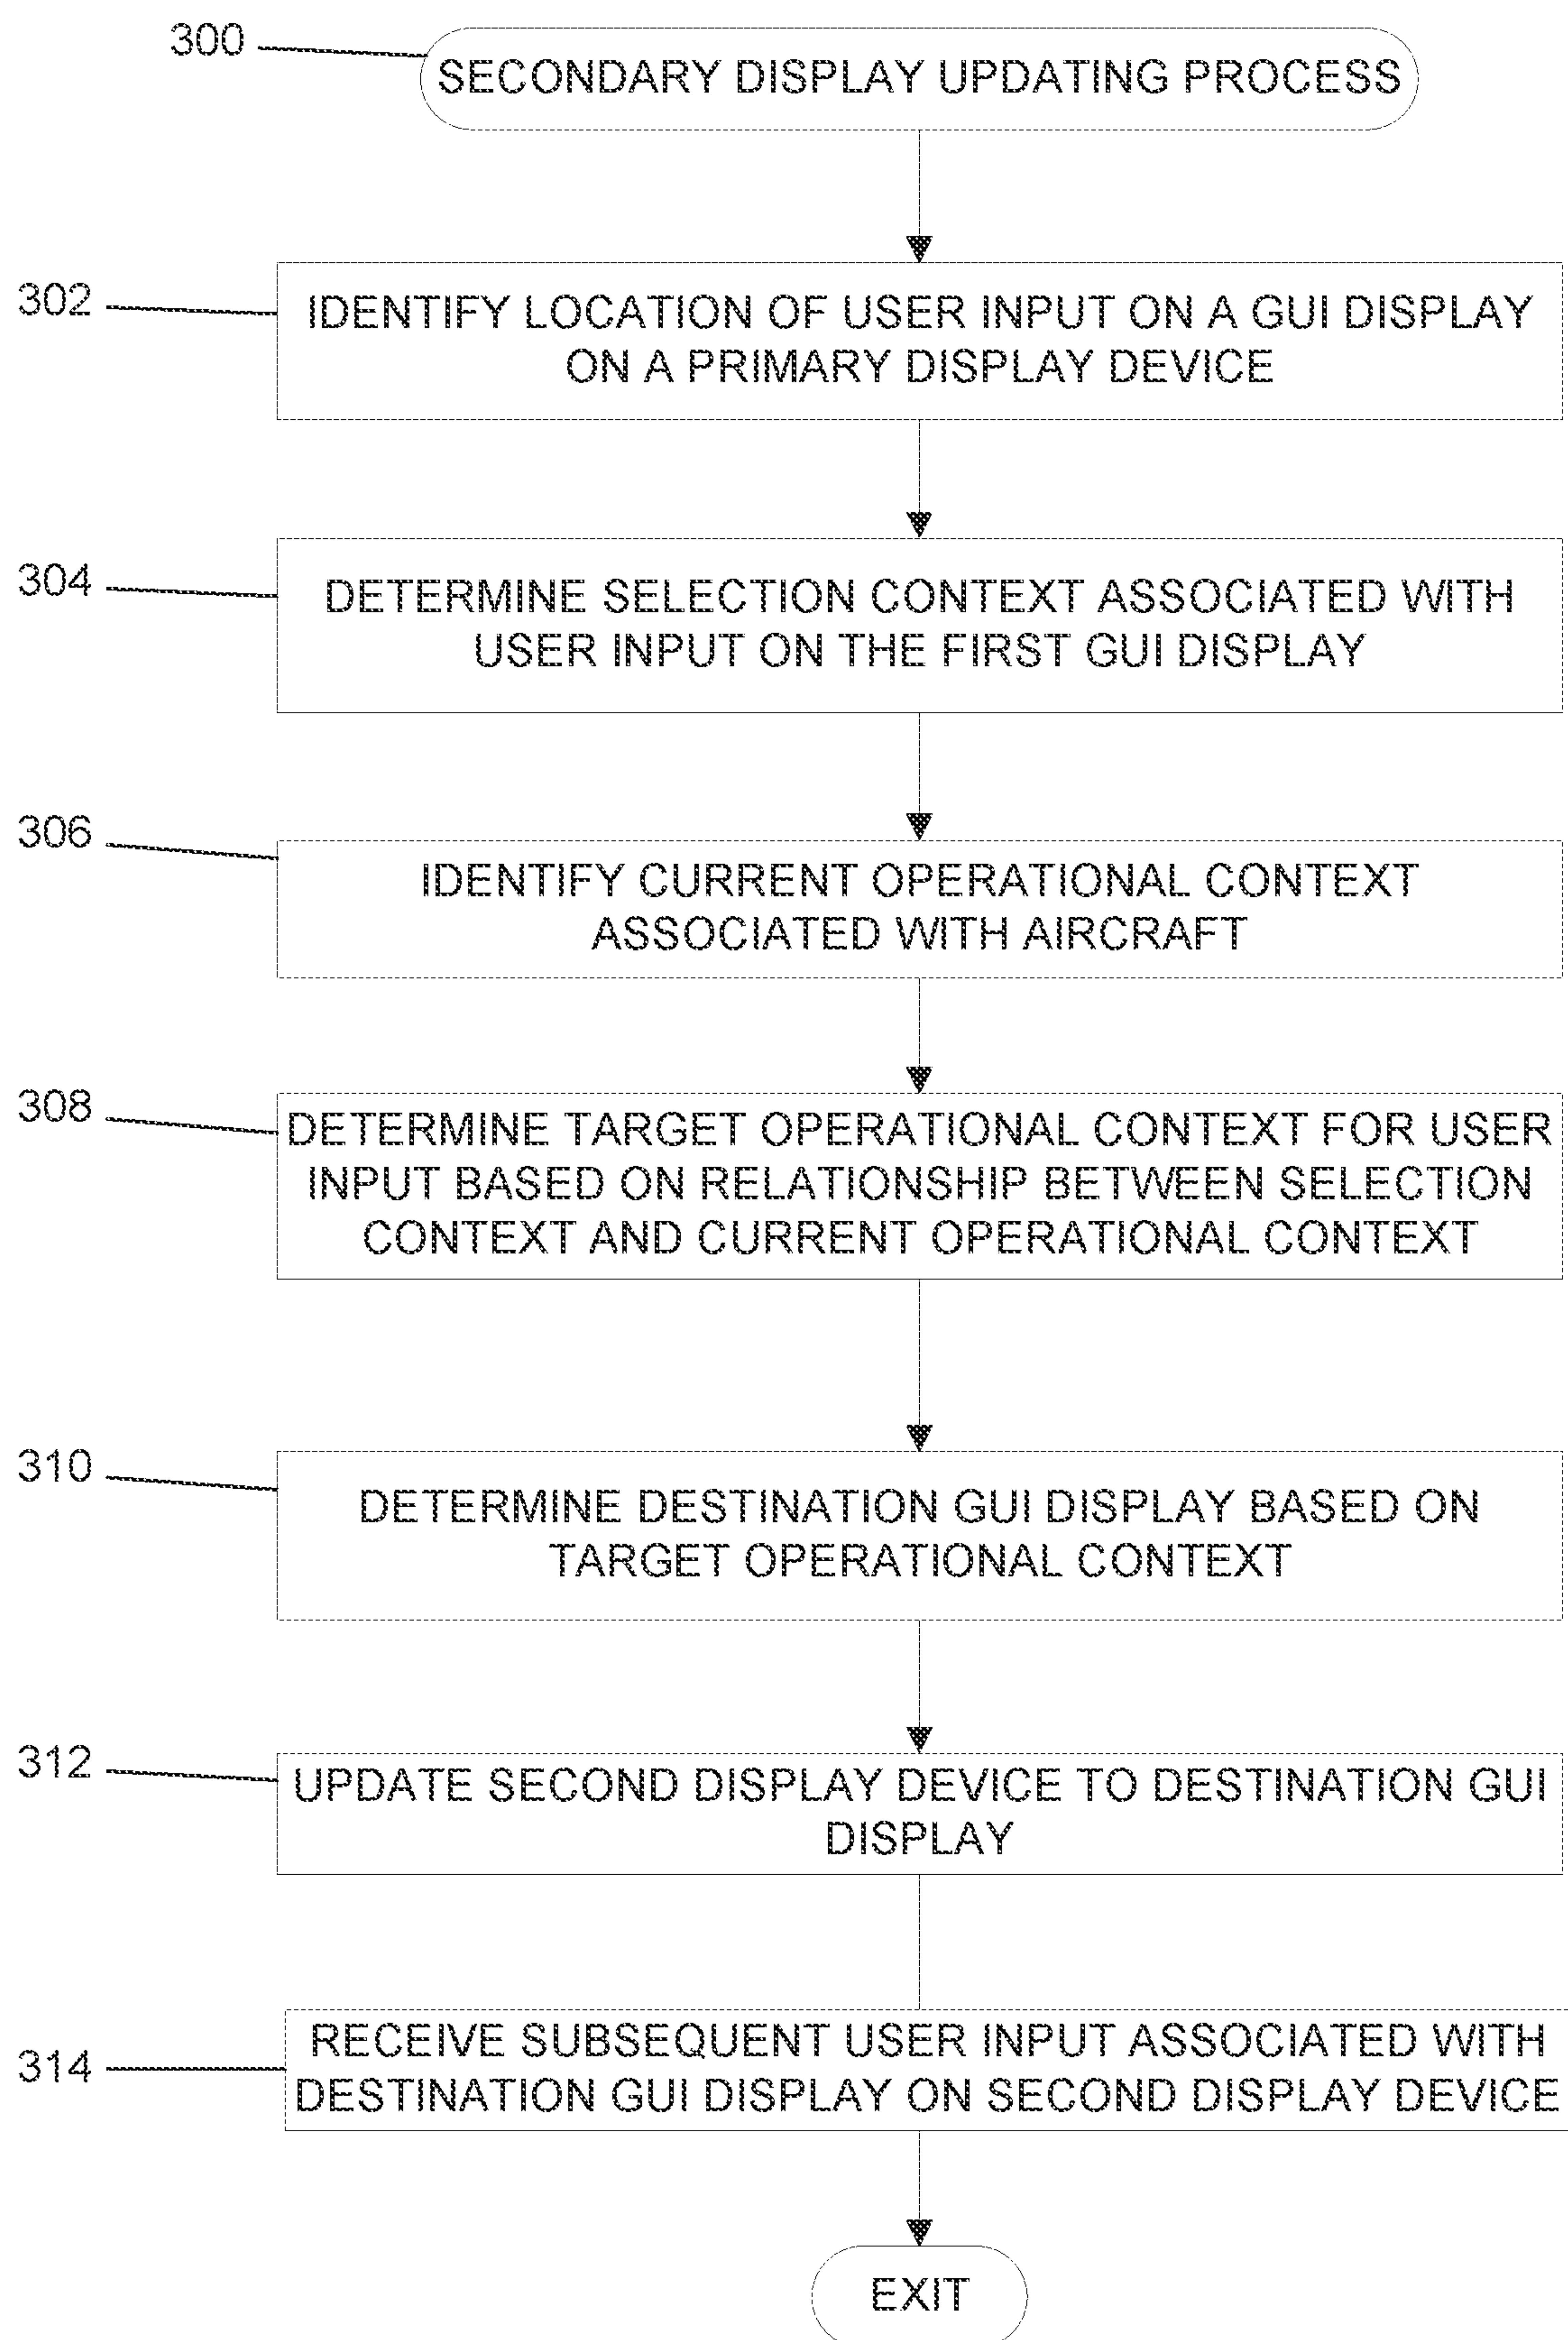 300
SECONDARY DISPLAY UPDATING PROCESS
302
IDENTIFY LOCATION OF USER INPUT ON A GUI DISPLAY
ON A PRIMARY DISPLAY DEVICE
304
DETERMINE SELECTION CONTEXT ASSOCIATED WITH
USER INPUT ON THE FIRST GUI DISPLAY
306
IDENTIFY CURRENT OPERATIONAL CONTEXT
ASSOCIATED WITH AIRCRAFT
308
DETERMINE TARGET OPERATIONAL CONTEXT FOR USER
INPUT BASED ON RELATIONSHIP BETWEEN SELECTION
CONTEXT AND CURRENT OPERATIONAL CONTEXT
310
DETERMINE DESTINATION GUI DISPLAY BASED ON
TARGET OPERATIONAL CONTEXT
312
UPDATE SECOND DISPLAY DEVICE TO DESTINATION GUI
DISPLAY
314
RECEIVE SUBSEQUENT USER INPUT ASSOCIATED WITH
DESTINATION GUI DISPLAY ON SECOND DISPLAY DEVICE
EXIT